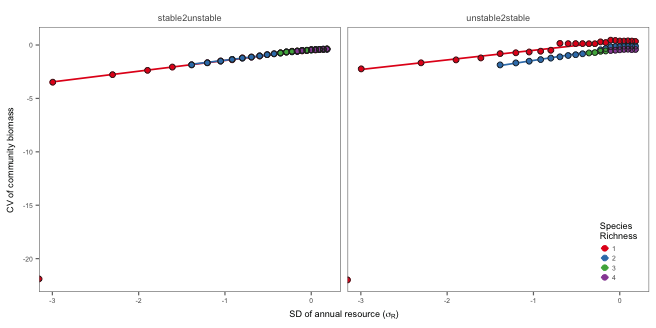 stable2unstable
unstable2stable
CV of community biomass
0
-5
-10
-15
-20
-3
-2
-1
0
-3
-2
-1
0
SD of annual resource (σR)
Species
Richness
1
2
3
4